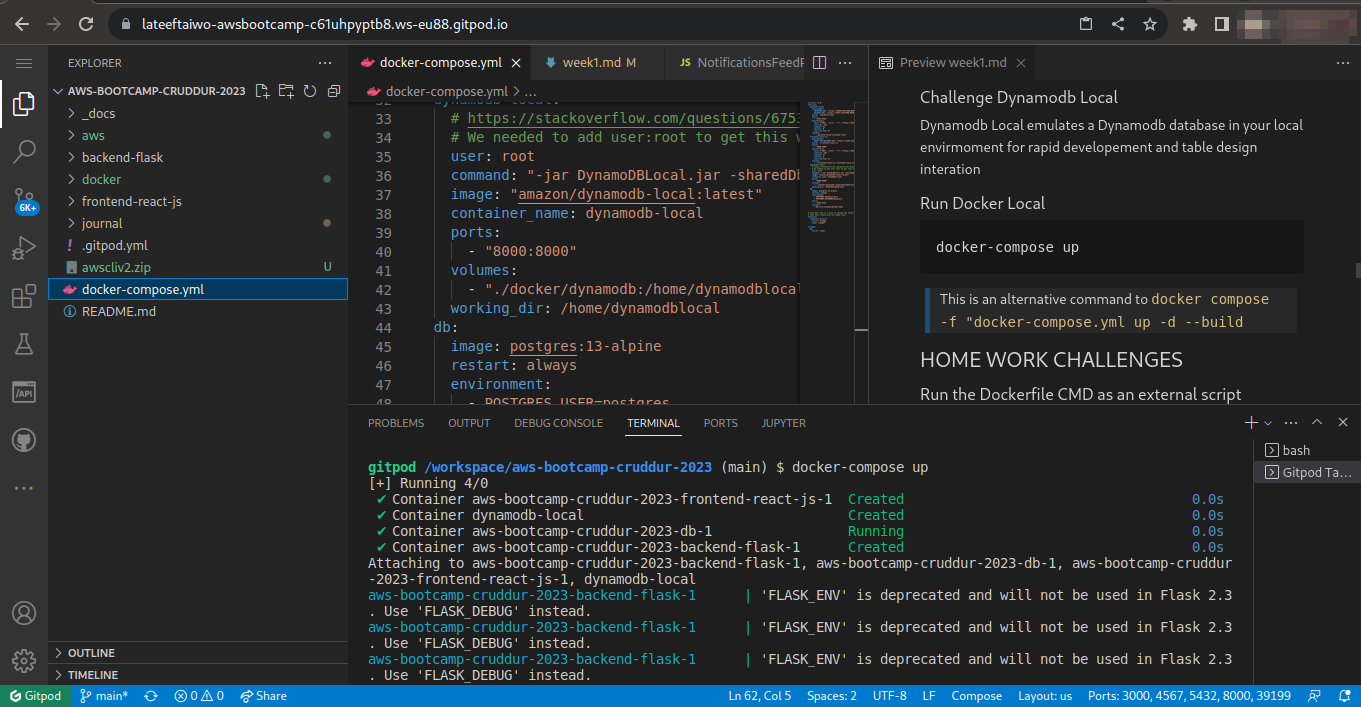 lateeftaiwo-awsbootcamp-c61uhpyptb8.ws-eu88.gitpod.io
EXPLORER
AWS-BOOTCAMP-CRUDDUR-2023
_docs
aws
backend-flask
docker
frontend-react-js
journal
.gitpod.yml
awscliv2.zip U
docker-compose.yml
README.md
OUTLINE
TIMELINE
6K+
/API
docker-compose.yml
week1.md M
JS NotificationsFeedP
docker-compose.yml > ...
32 dynamodb-local:
33 # https://stackoverflow.com/questions/6753
34 # We needed to add user:root to get this w
35 user: root
36 command: "-jar DynamoDBLocal.jar -sharedDb
37 image: "amazon/dynamodb-local:latest"
38 container_name: dynamodb-local
39 ports:
40 - "8000:8000"
41 volumes:
42 - "./docker/dynamodb:/home/dynamodblocal
43 working_dir: /home/dynamodblocal
44 db:
45 image: postgres:13-alpine
46 restart: always
47 environment:
48 - POSTGRES_USER=postgres
Preview week1.md
Challenge Dynamodb Local
Dynamodb Local emulates a Dynamodb database in your local
envirmoment for rapid developement and table design
interation
Run Docker Local
docker-compose up
This is an alternative command to docker compose
-f "docker-compose.yml up -d --build
HOME WORK CHALLENGES
Run the Dockerfile CMD as an external script
PROBLEMS OUTPUT DEBUG CONSOLE TERMINAL PORTS JUPYTER
bash
Gitpod Ta...
gitpod /workspace/aws-bootcamp-cruddur-2023 (main) $ docker-compose up
[+] Running 4/0
✔ Container aws-bootcamp-cruddur-2023-frontend-react-js-1 Created 0.0s
✔ Container dynamodb-local Created 0.0s
✔ Container aws-bootcamp-cruddur-2023-db-1 Running 0.0s
✔ Container aws-bootcamp-cruddur-2023-backend-flask-1 Created 0.0s
Attaching to aws-bootcamp-cruddur-2023-backend-flask-1, aws-bootcamp-cruddur-2023-db-1, aws-bootcamp-cruddur
-2023-frontend-react-js-1, dynamodb-local
aws-bootcamp-cruddur-2023-backend-flask-1 | 'FLASK_ENV' is deprecated and will not be used in Flask 2.3
. Use 'FLASK_DEBUG' instead.
aws-bootcamp-cruddur-2023-backend-flask-1 | 'FLASK_ENV' is deprecated and will not be used in Flask 2.3
. Use 'FLASK_DEBUG' instead.
aws-bootcamp-cruddur-2023-backend-flask-1 | 'FLASK_ENV' is deprecated and will not be used in Flask 2.3
. Use 'FLASK_DEBUG' instead.
Gitpod main* 0 0 Share Ln 62, Col 5 Spaces: 2 UTF-8 LF Compose Layout: us Ports: 3000, 4567, 5432, 8000, 39199